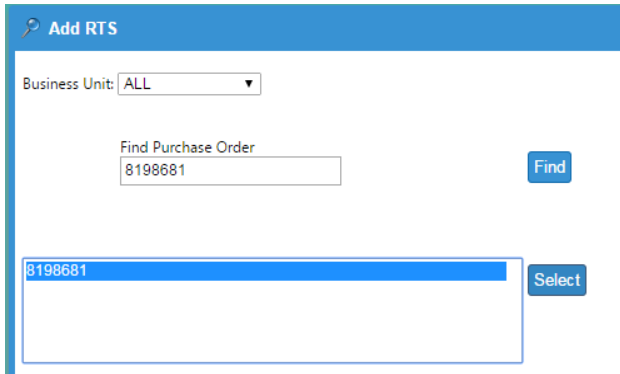 Add RTS
Business Unit: ALL
Find Purchase Order
8198681
Find
8198681
Select